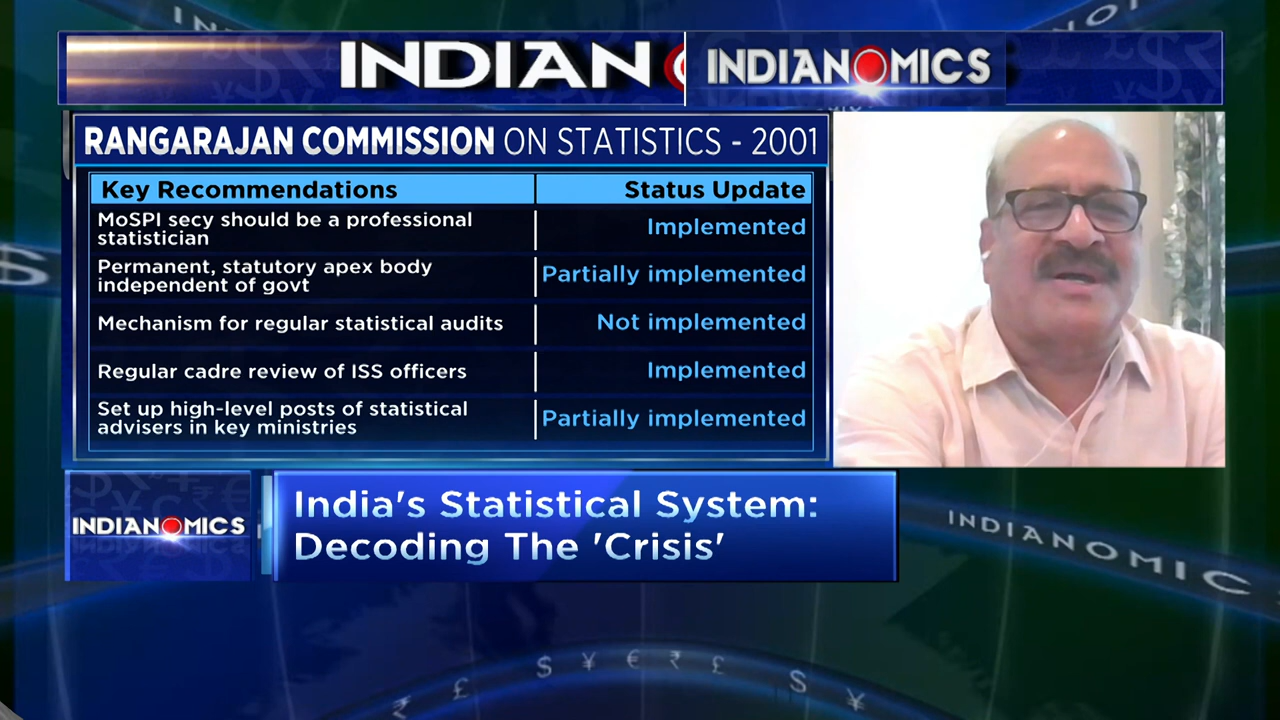 INDIAN
INDIANOMICS
RANGARAJAN COMMISSION ON STATISTICS - 2001
Key Recommendations
Status Update
MoSPI secy should be a professional
statistician
Implemented
Permanent, statutory apex body
independent of govt
Partially implemented
Mechanism for regular statistical audits
Not implemented
Regular cadre review of ISS officers
Implemented
Set up high-level posts of statistical
advisers in key ministries
Partially implemented
INDIANOMICS
India's Statistical System:
Decoding The 'Crisis'
INDIANOMIC
$ ¥ € ₹ £ $ ¥
₹ £